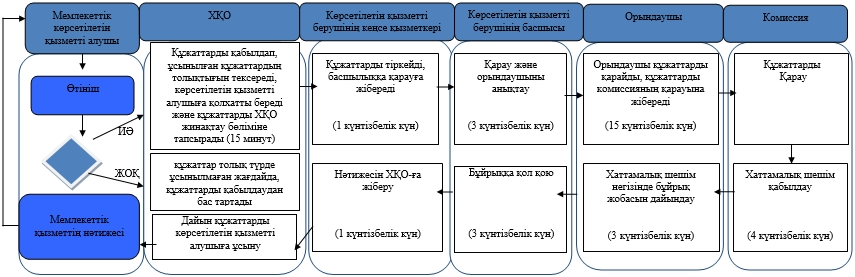 Мемлекеттік
көрсетілетін
қызметті алушы
ХҚО
Көрсетілетін қызметті
берушінің кеңсе қызметкері
Көрсетілетін қызметті
берушінің басшысы
Орындаушы
Комиссия
Өтініш
ИӘ
ЖОҚ
Мемлекеттік
қызметтің нәтижесі
Құжаттарды қабылдап,
ұсынылған құжаттардың
толықтығын тексереді,
көрсетілетін қызметті
алушыға қолхатты береді
және құжаттарды ХҚО
жинақтау бөліміне
тапсырады (15 минут)
құжаттар толық түрде
ұсынылмаған жағдайда,
құжаттарды қабылдаудан
бас тартады
Дайын құжаттарды
көрсетілетін қызметті
алушыға ұсыну
Құжаттарды тіркейді,
басшылыққа қарауға
жібереді
(1 күнтізбелік күн)
Нәтижесін ХҚО-ға
жіберу
(1 күнтізбелік күн)
Қарау және
орындаушыны
анықтау
(3 күнтізбелік күн)
Бұйрыққа қол қою
(3 күнтізбелік күн)
Орындаушы құжаттарды
қарайды, құжаттарды
комиссияның қарауына
жібереді
(15 күнтізбелік күн)
Хаттамалық шешім
негізінде бұйрық
жобасын дайындау
(3 күнтізбелік күн)
Құжаттарды
Қарау
Хаттамалық шешім
қабылдау
(4 күнтізбелік күн)